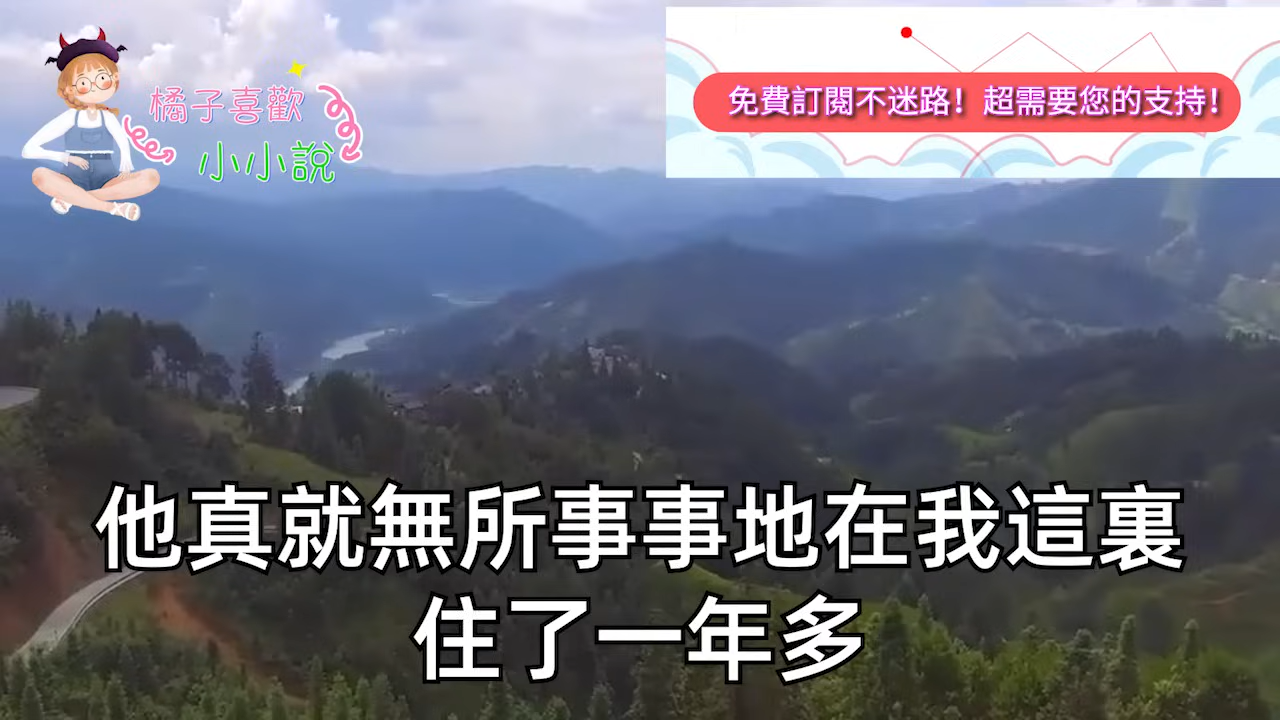 橘子喜歡
小小說
免費訂閱不迷路！超需要您的支持！
他真就無所事事地在我這裏
住了一年多